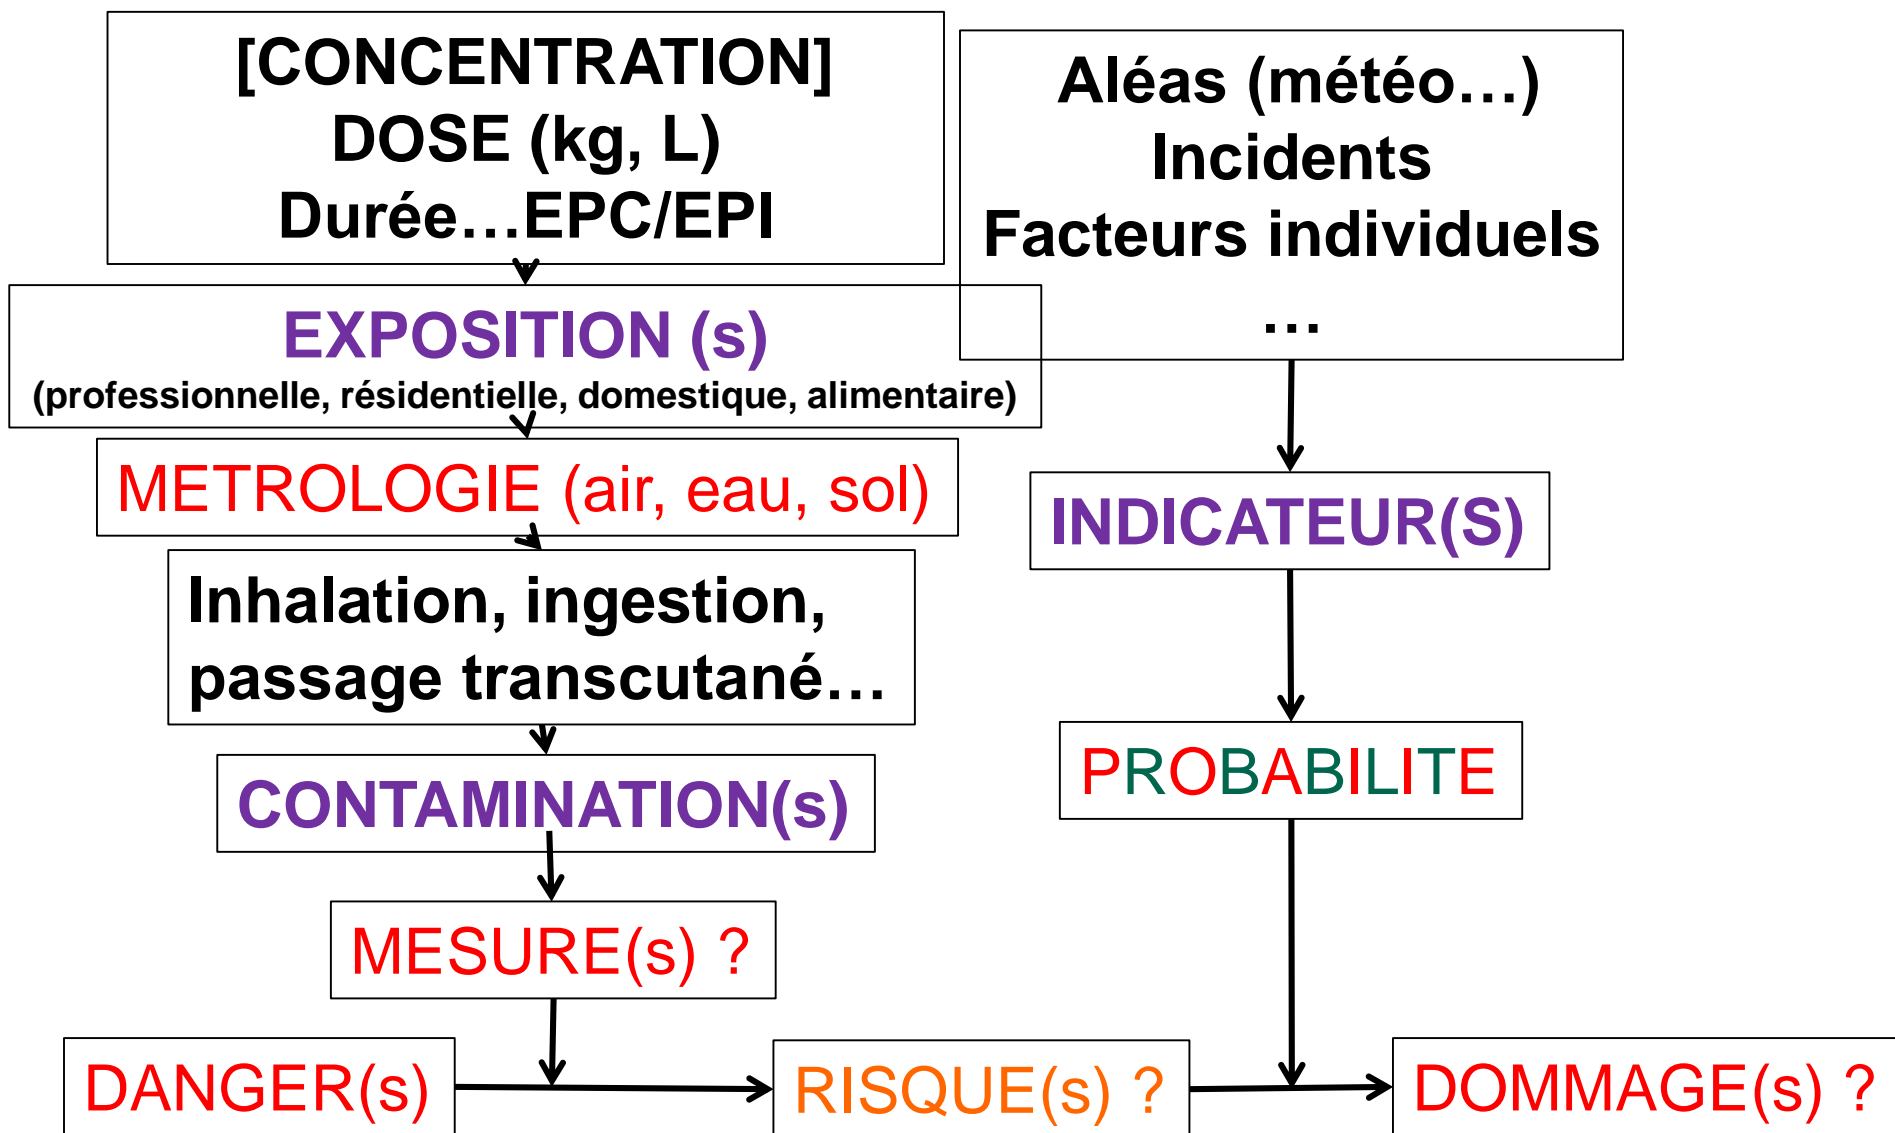 [CONCENTRATION]
DOSE (kg, L)
Durée…EPC/EPI
Aléas (météo…)
Incidents
Facteurs individuels
…
EXPOSITION (s)
(professionnelle, résidentielle, domestique, alimentaire)
METROLOGIE (air, eau, sol)
INDICATEUR(S)
Inhalation, ingestion,
passage transcutané…
CONTAMINATION(s)
PROBABILITE
MESURE(s) ?
DANGER(s)
RISQUE(s) ?
DOMMAGE(s) ?